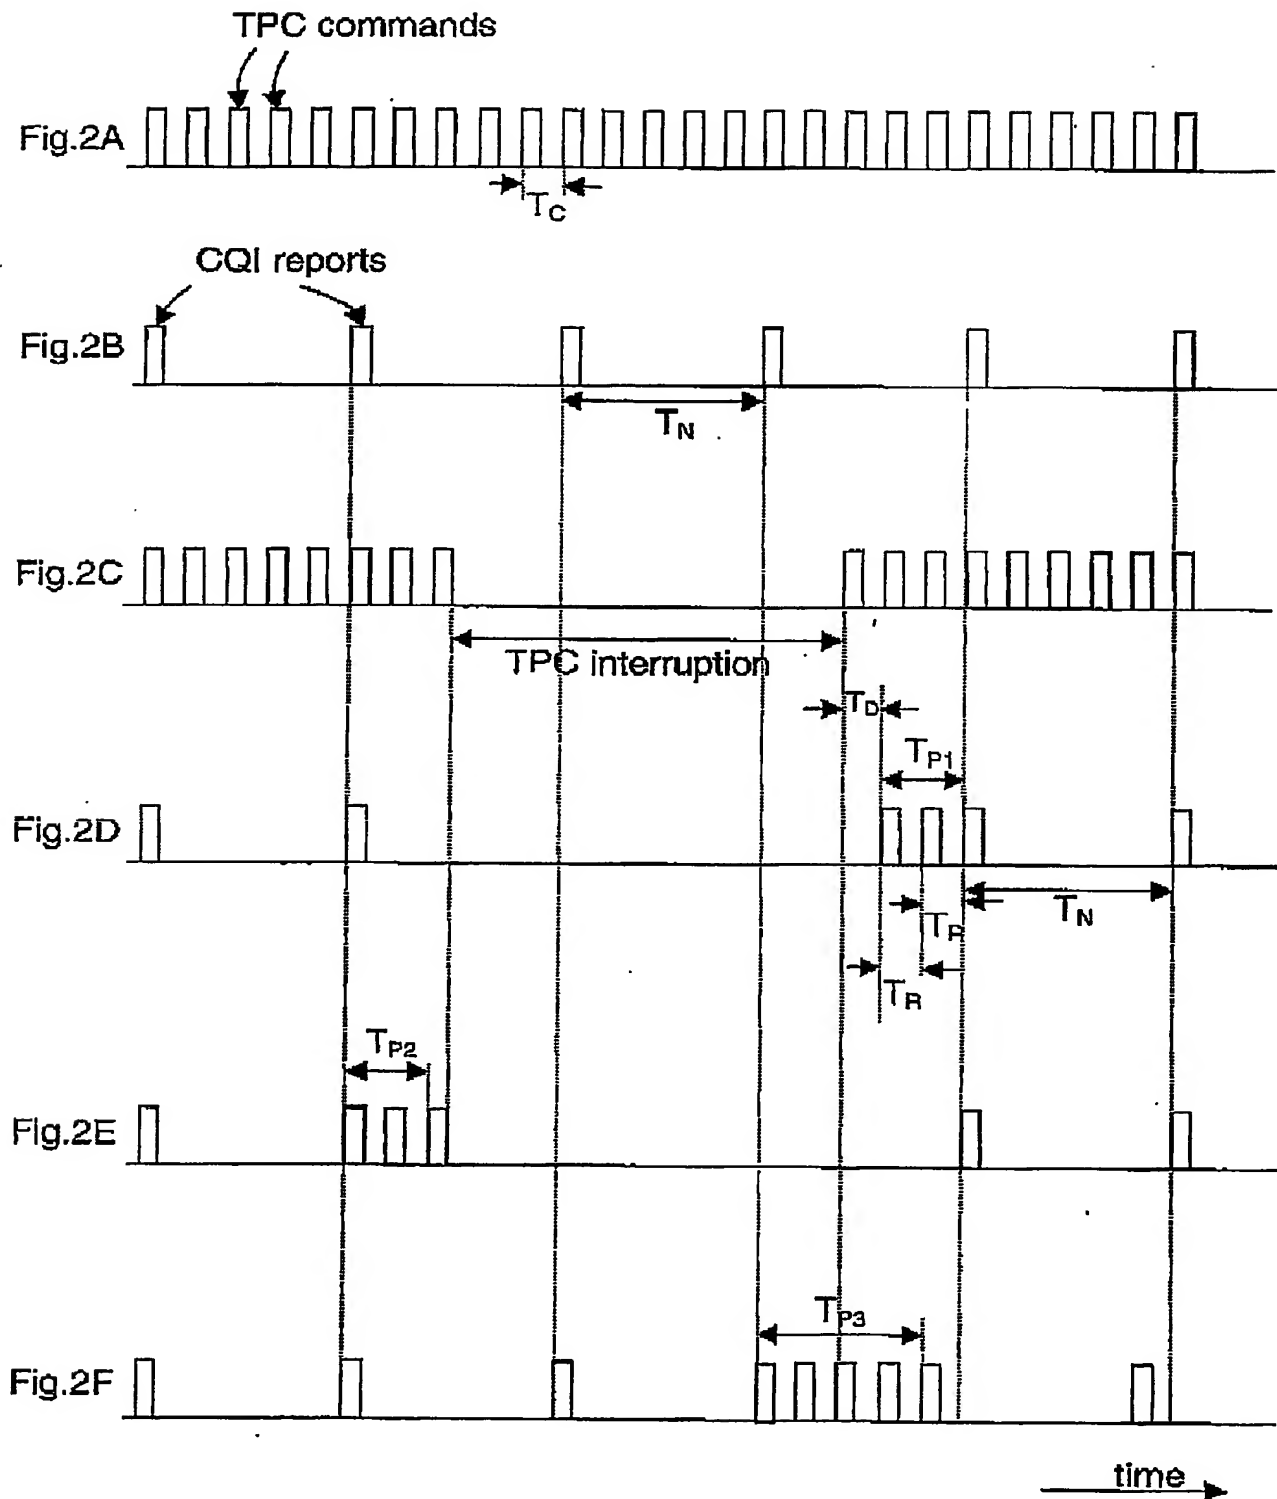 TPC commands
Fig.2A
TC
CQI reports
Fig.2B
TN
Fig.2C
TPC interruption
TD
TP1
Fig.2D
TR
TN
TR
TP2
Fig.2E
TP3
Fig.2F
time